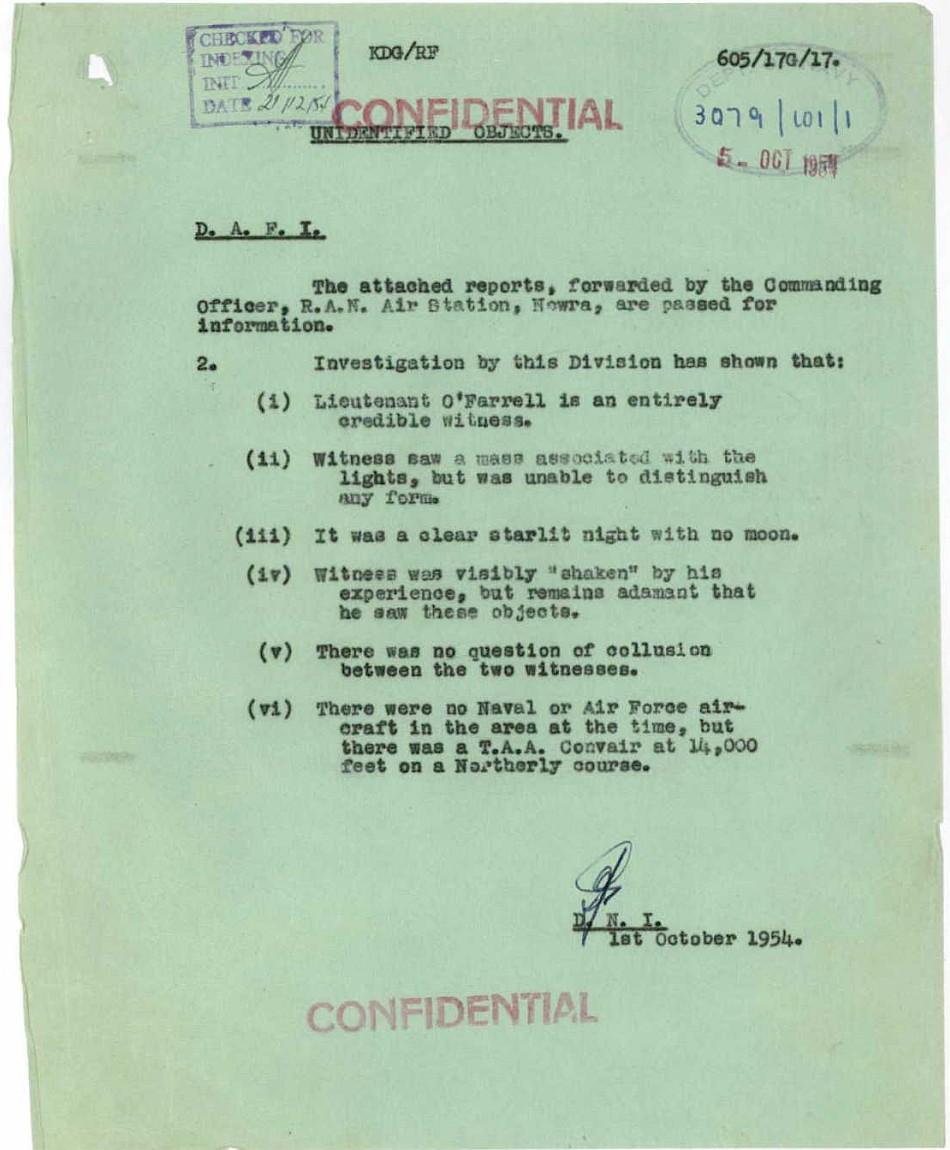 CHECKED FOR
INDEXING
INIT
DATE
KDG/RF
605/17G/17.
CONFIDENTIAL
UNIDENTIFIED OBJECTS.
3079/101/1
5 - OCT 1954
D. A. F. I.
The attached reports, forwarded by the Commanding
Officer, R.A.N. Air Station, Nowra, are passed for
information.
2. Investigation by this Division has shown that:
(i) Lieutenant O'Farrell is an entirely
credible witness.
(ii) Witness saw a mass associated with the
lights, but was unable to distinguish
any form.
(iii) It was a clear starlit night with no moon.
(iv) Witness was visibly "shaken" by his
experience, but remains adamant that
he saw these objects.
(v) There was no question of collusion
between the two witnesses.
(vi) There were no Naval or Air Force air-
craft in the area at the time, but
there was a T.A.A. Convair at 14,000
feet on a Northerly course.
D. N. I.
1st October 1954.
CONFIDENTIAL